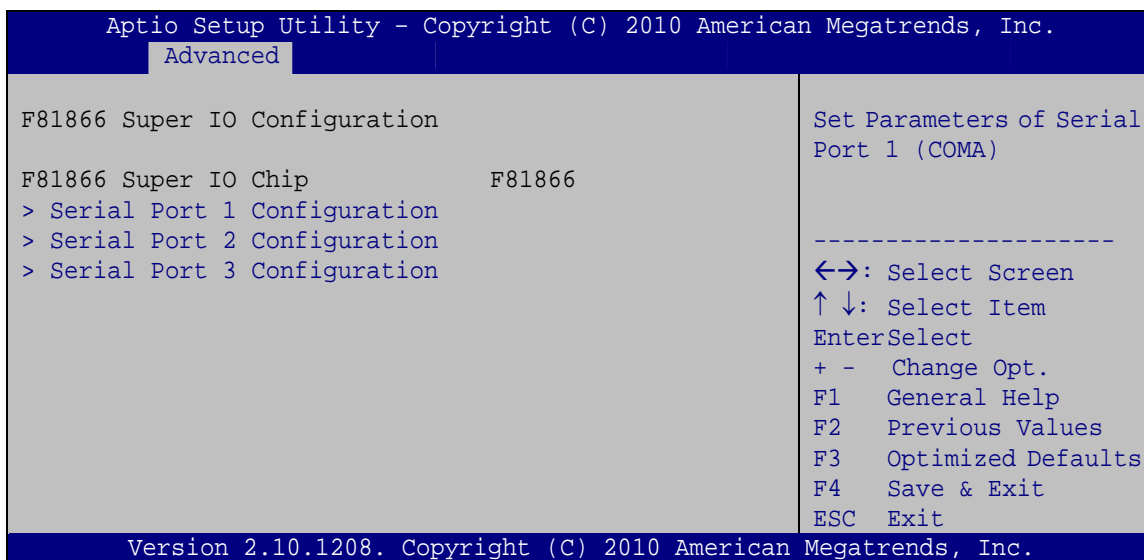 Aptio Setup Utility – Copyright (C) 2010 American Megatrends, Inc.
Advanced
F81866 Super IO Configuration
F81866 Super IO Chip F81866
> Serial Port 1 Configuration
> Serial Port 2 Configuration
> Serial Port 3 Configuration
Set Parameters of Serial
Port 1 (COMA)
---------------------
←→: Select Screen
↑ ↓: Select Item
EnterSelect
+ - Change Opt.
F1 General Help
F2 Previous Values
F3 Optimized Defaults
F4 Save & Exit
ESC Exit
Version 2.10.1208. Copyright (C) 2010 American Megatrends, Inc.